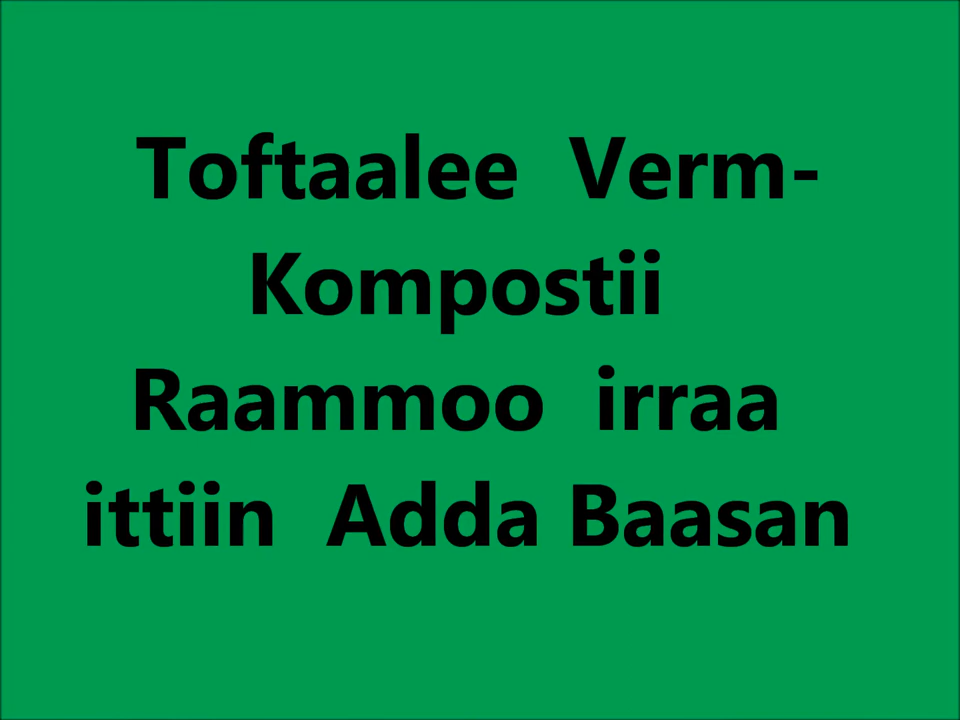 Toftaalee Verm-
Kompostii
Raammoo irraa
ittiin Adda Baasan